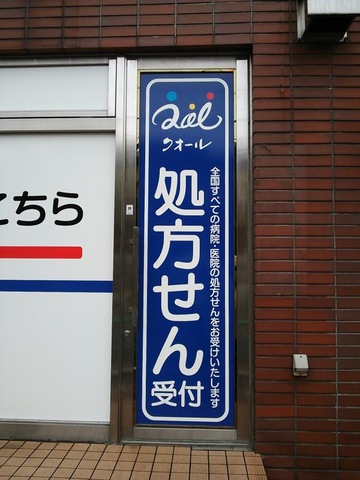 Qol
クオール
処方せん
受付
全国すべての病院・医院の処方せんをお受けいたします
こちら